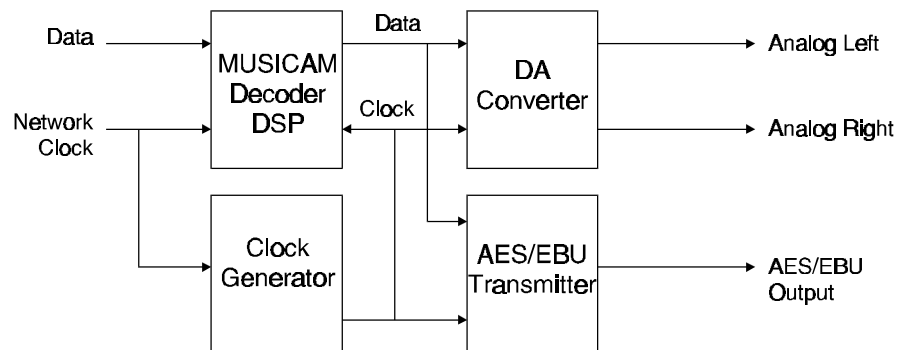 Data
Network
Clock
MUSICAM
Decoder
DSP
Data
Clock
DA
Converter
Analog Left
Analog Right
Clock
Generator
AES/EBU
Transmitter
AES/EBU
Output